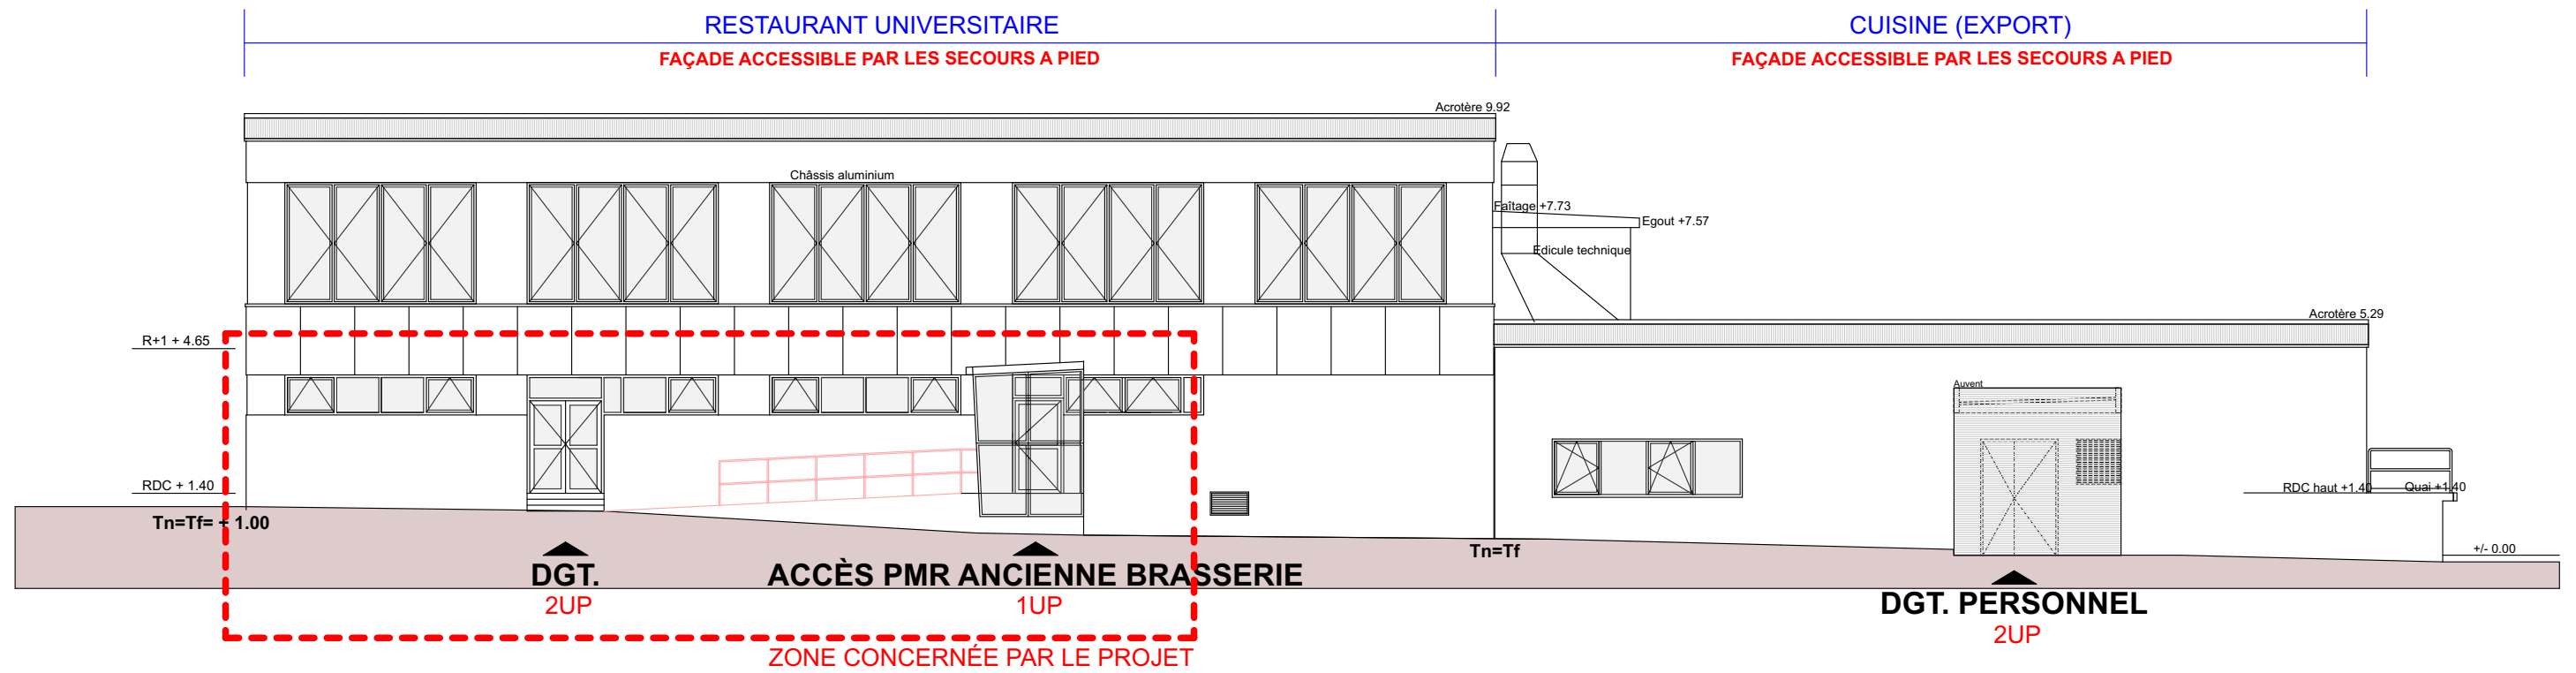 RESTAURANT UNIVERSITAIRE
CUISINE (EXPORT)
FAÇADE ACCESSIBLE PAR LES SECOURS A PIED
FAÇADE ACCESSIBLE PAR LES SECOURS A PIED
Acrotère 9.92
Châssis aluminium
Faîtage +7.73
Egout +7.57
Edicule technique
Acrotère 5.29
R+1 + 4.65
Auvent
RDC + 1.40
RDC haut +1.40
Quai +1.40
Tn=Tf= + 1.00
Tn=Tf
+/- 0.00
DGT.
2UP
ACCÈS PMR ANCIENNE BRASSERIE
1UP
DGT. PERSONNEL
2UP
ZONE CONCERNÉE PAR LE PROJET